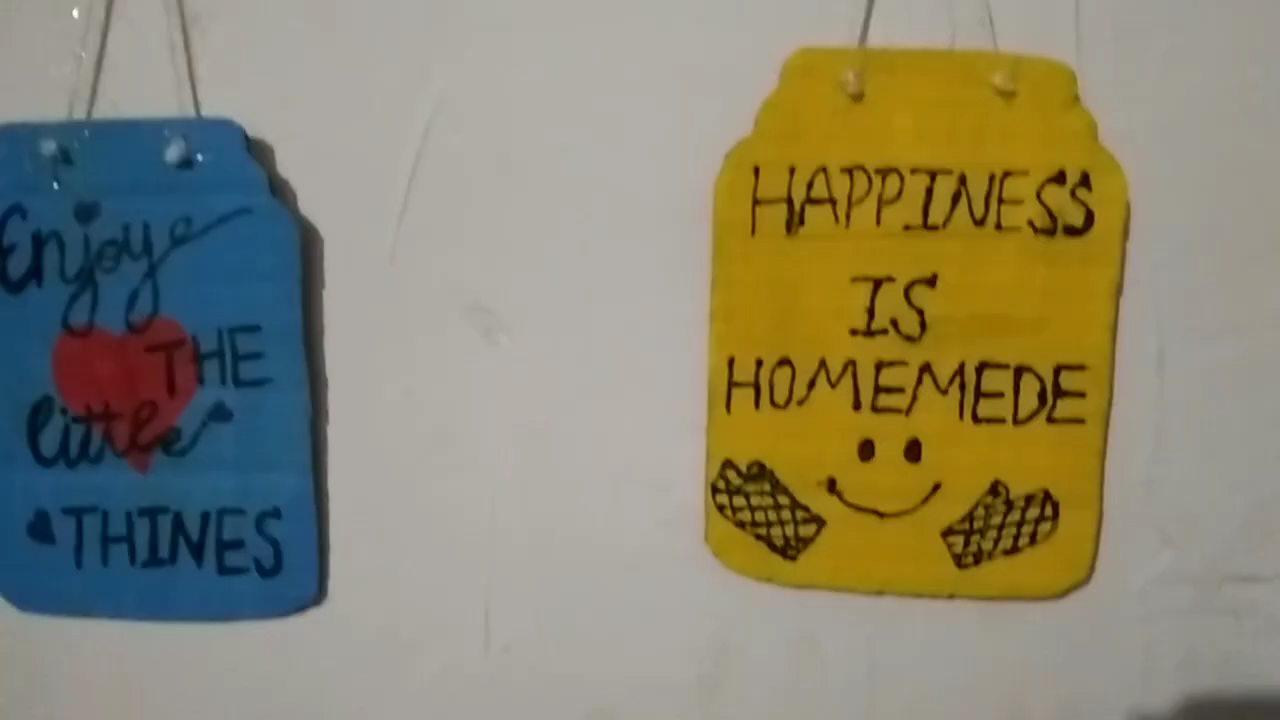 Enjoy
THE
little
THINES
HAPPINESS
IS
HOMEMEDE